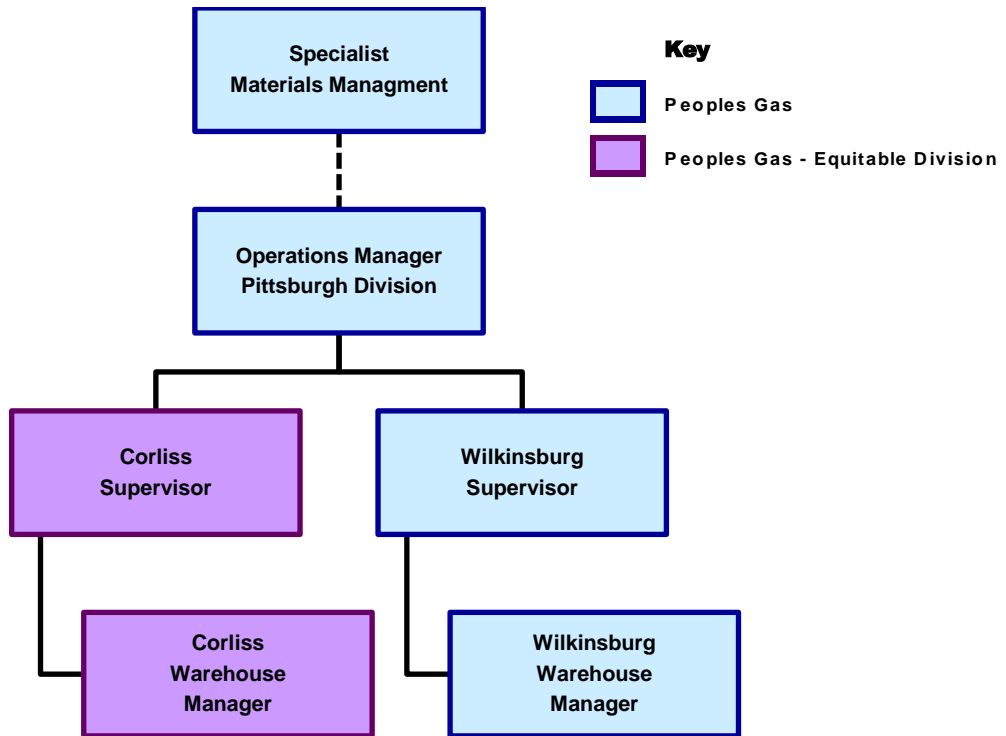 Specialist
Materials Managment
Key
Peoples Gas
Peoples Gas - Equitable Division
Operations Manager
Pittsburgh Division
Corliss
Supervisor
Wilkinsburg
Supervisor
Corliss
Warehouse
Manager
Wilkinsburg
Warehouse
Manager